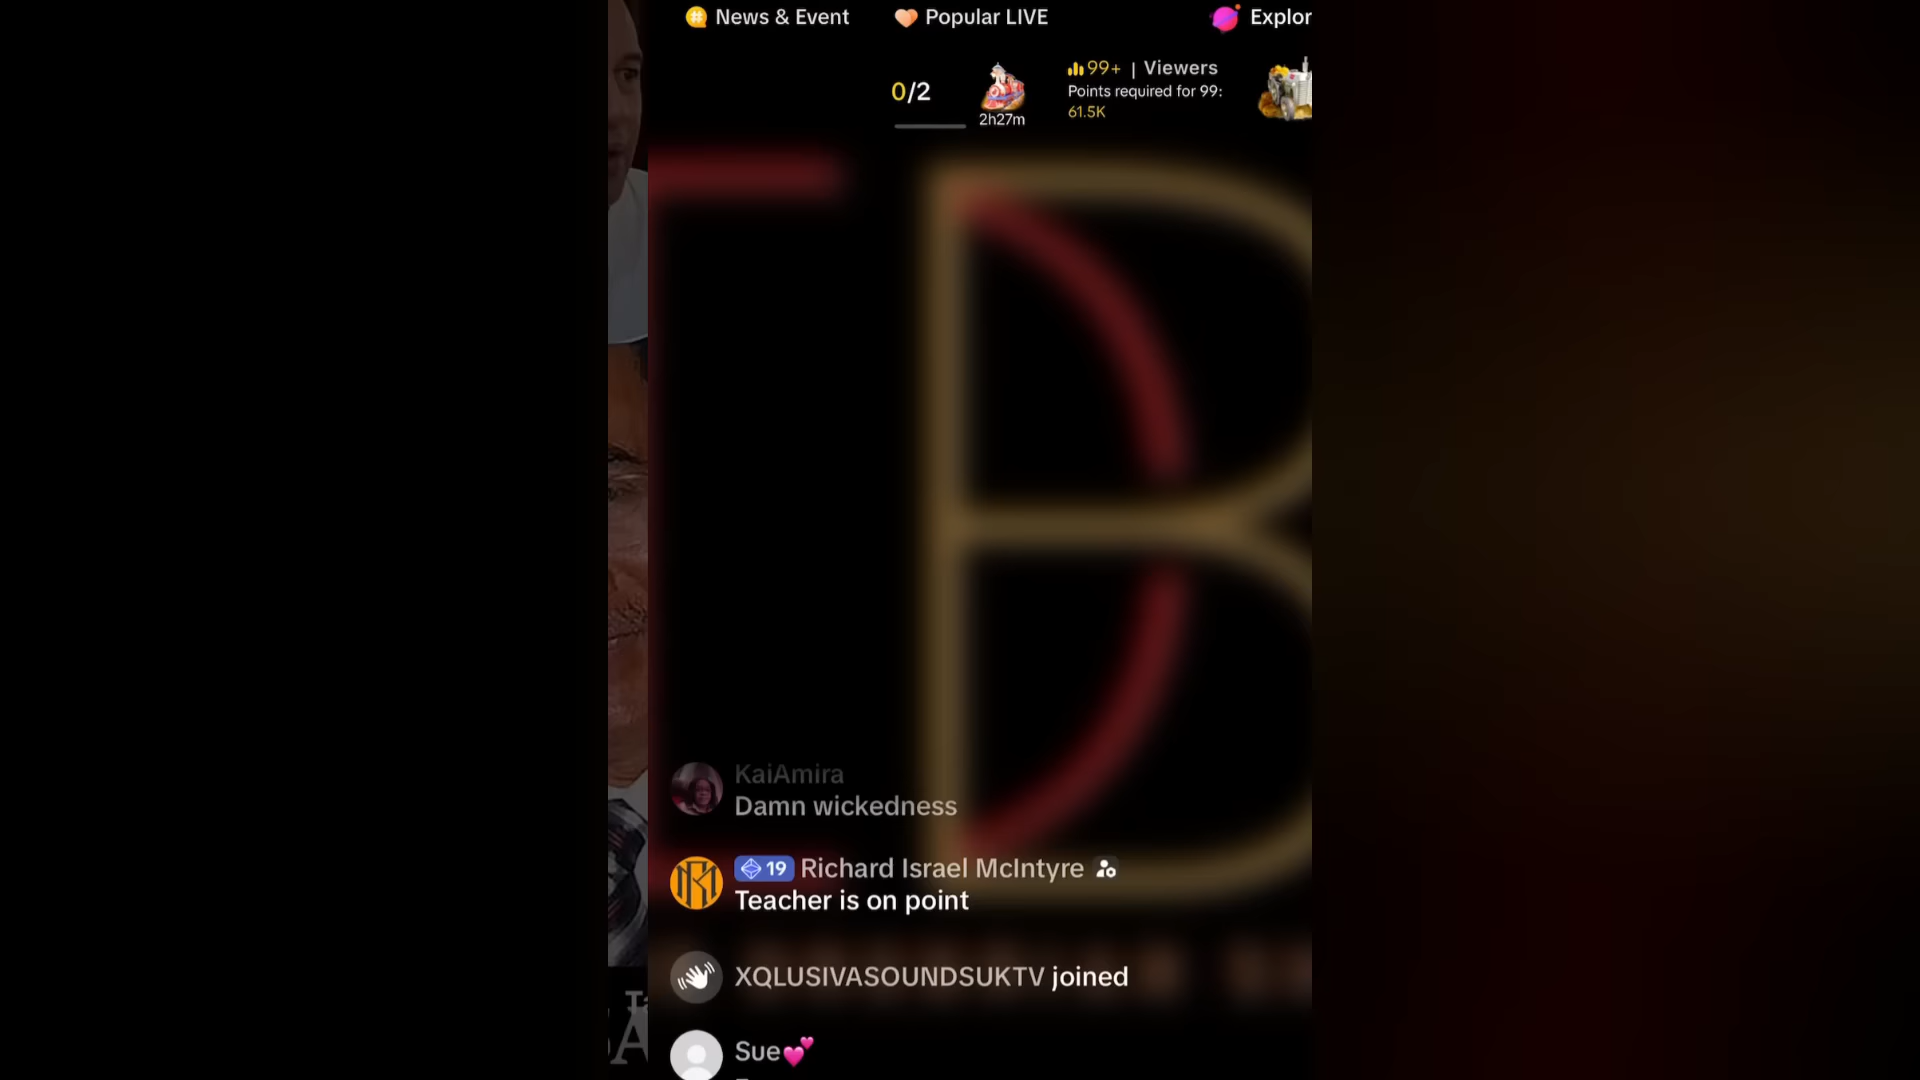 News & Event
Popular LIVE
Explor
0/2
2h27m
99+ | Viewers
Points required for 99:
61.5K
KaiAmira
Damn wickedness
19 Richard Israel McIntyre
Teacher is on point
XQLUSIVASOUNDSUKTV joined
Sue💕